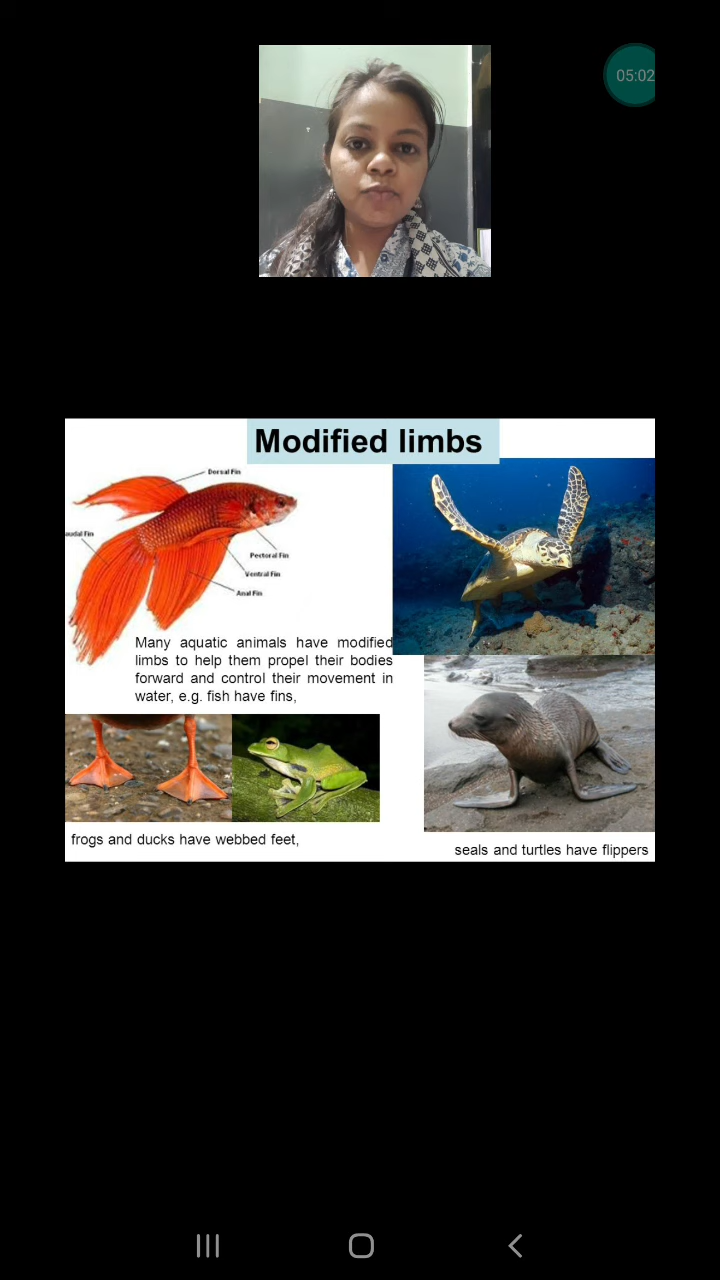 05:02
Modified limbs
Dorsal Fin
audal Fin
Pectoral Fin
Ventral Fin
Anal Fin
Many aquatic animals have modified
limbs to help them propel their bodies
forward and control their movement in
water, e.g. fish have fins,
frogs and ducks have webbed feet,
seals and turtles have flippers